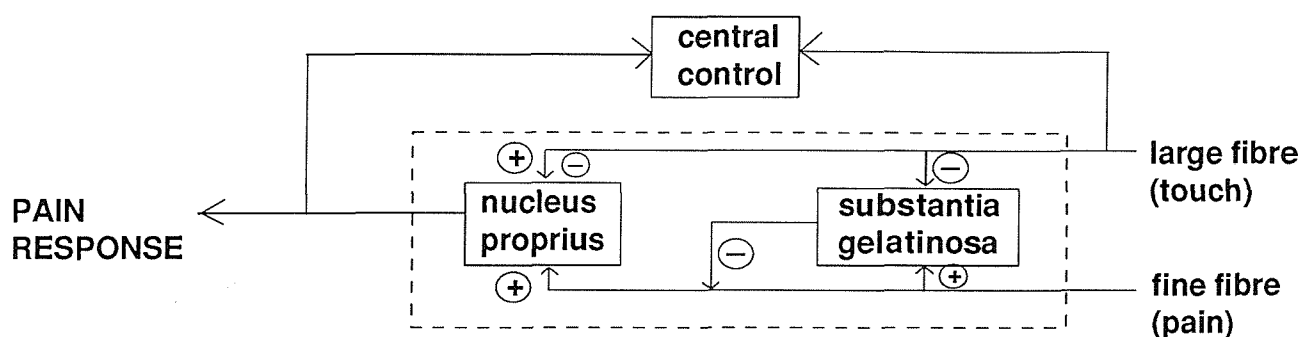 central
control
⊕
⊖
⊖
large fibre
(touch)
PAIN
RESPONSE
nucleus
proprius
substantia
gelatinosa
⊖
⊕
⊕
fine fibre
(pain)